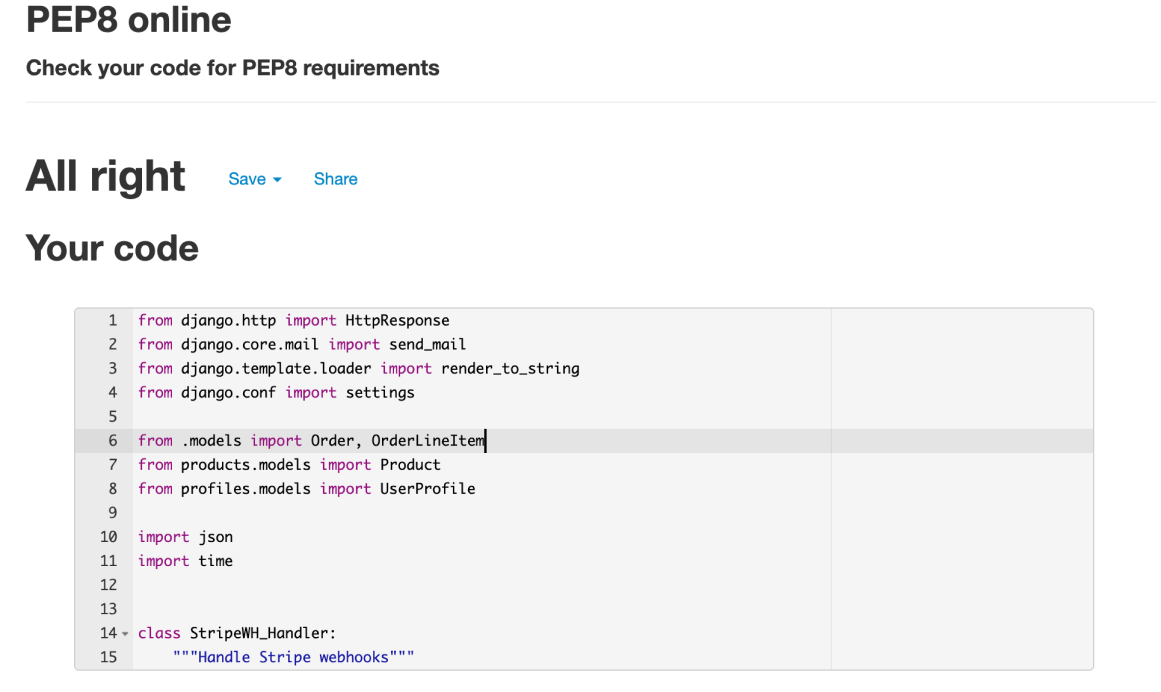 PEP8 online
Check your code for PEP8 requirements
All right Save Share
Your code
1 from django.http import HttpResponse
2 from django.core.mail import send_mail
3 from django.template.loader import render_to_string
4 from django.conf import settings
5
6 from .models import Order, OrderLineItem
7 from products.models import Product
8 from profiles.models import UserProfile
9
10 import json
11 import time
12
13
14 class StripeWH_Handler:
15 """Handle Stripe webhooks"""